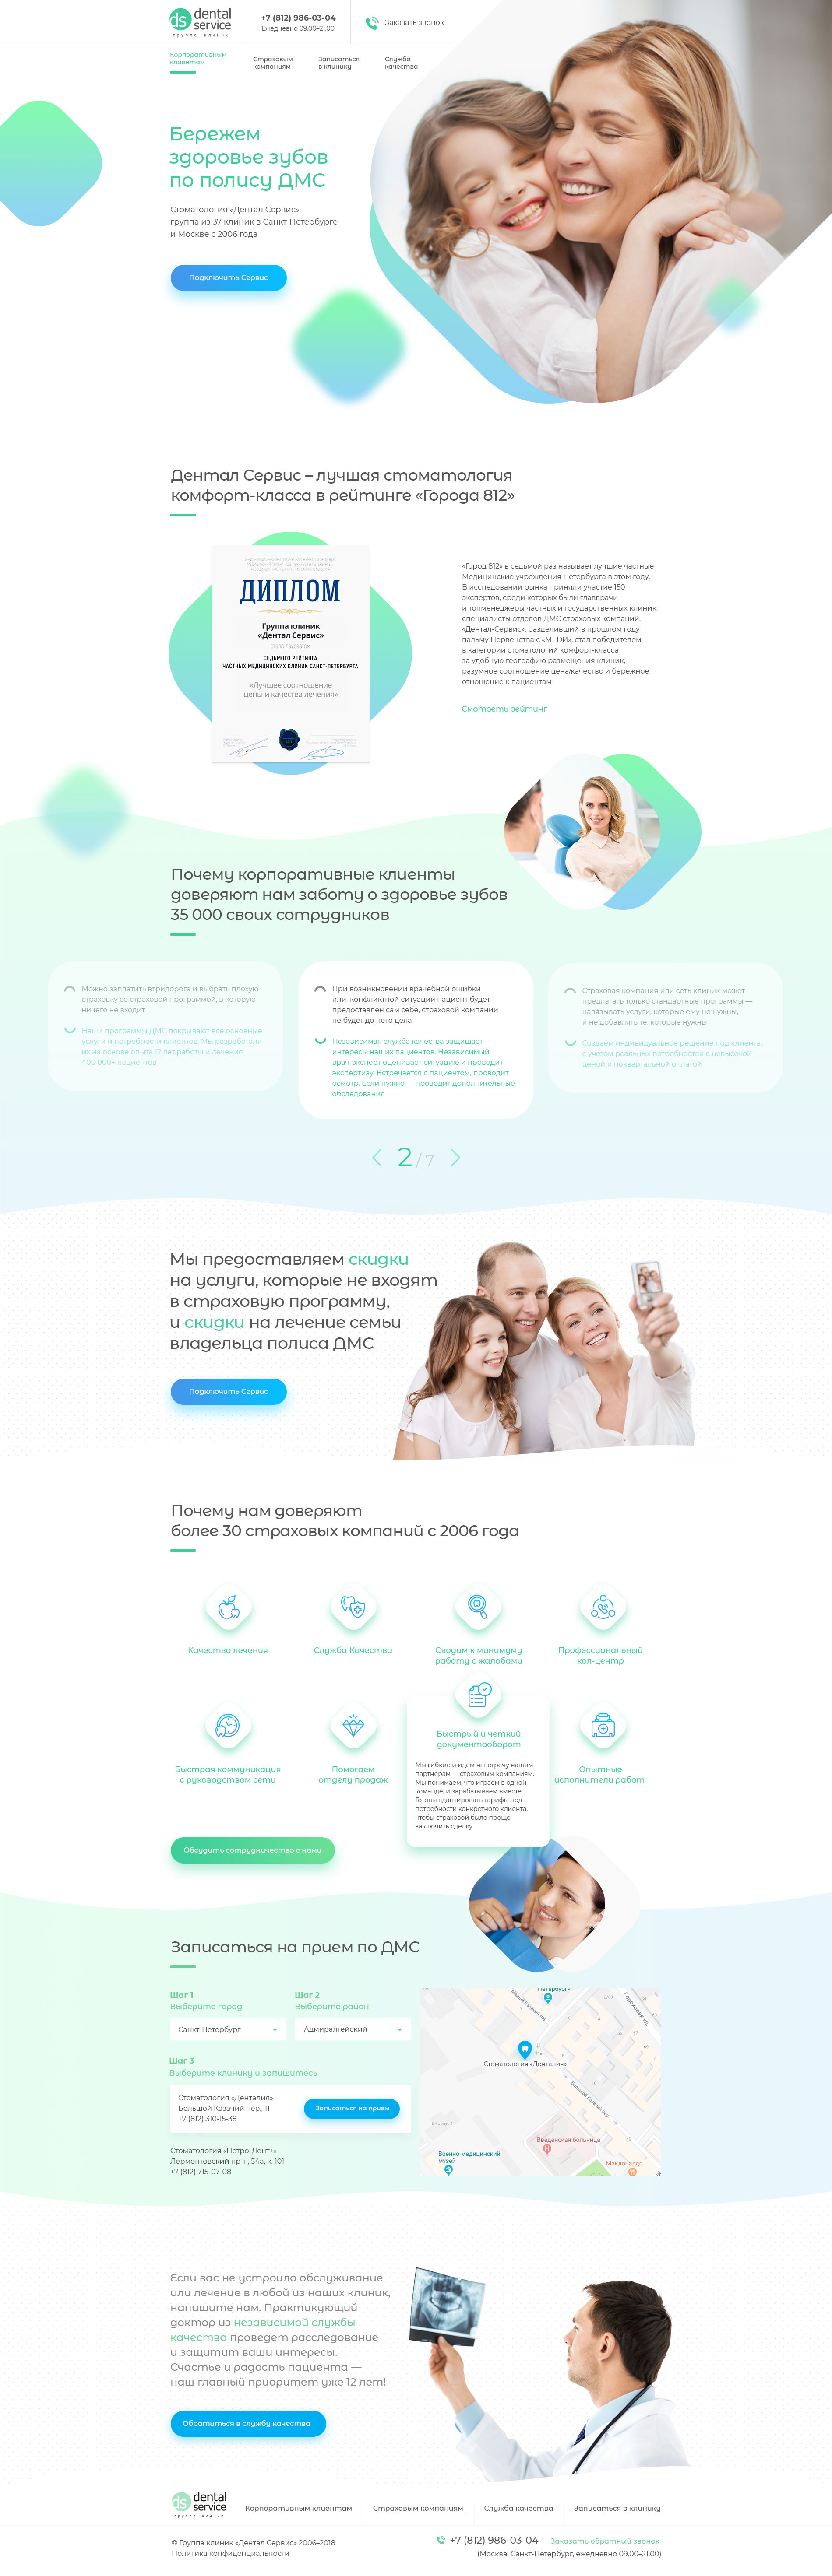 ds dental
service
группа клиник
+7 (812) 986-03-04
Ежедневно 09.00–21.00
Заказать звонок
Корпоративным
клиентам
Страховым
компаниям
Записаться
в клинику
Служба
качества
Бережем
здоровье зубов
по полису ДМС
Стоматология «Дентал Сервис» –
группа из 37 клиник в Санкт-Петербурге
и Москве с 2006 года
Подключить Сервис
Дентал Сервис – лучшая стоматология
комфорт-класса в рейтинге «Города 812»
ДИПЛОМ
Группа клиник
«Дентал Сервис»
стала лауреатом
СЕДЬМОГО РЕЙТИНГА
ЧАСТНЫХ МЕДИЦИНСКИХ КЛИНИК САНКТ-ПЕТЕРБУРГА
«Лучшее соотношение
цены и качества лечения»
«Город 812» в седьмой раз называет лучшие частные
Медицинские учреждения Петербурга в этом году.
В исследовании рынка приняли участие 150
экспертов, среди которых были главврачи
и топменеджеры частных и государственных клиник,
специалисты отделов ДМС страховых компаний.
«Дентал-Сервис», разделивший в прошлом году
пальму Первенства с «MEDИ», стал победителем
в категории стоматологий комфорт-класса
за удобную географию размещения клиник,
разумное соотношение цена/качество и бережное
отношение к пациентам
Смотреть рейтинг
Почему корпоративные клиенты
доверяют нам заботу о здоровье зубов
35 000 своих сотрудников
Можно заплатить втридорога и выбрать плохую
страховку со страховой программой, в которую
ничего не входит
Наши программы ДМС покрывают все основные
услуги и потребности клиентов. Мы разработали
их на основе опыта 12 лет работы и лечения
400 000+ пациентов
При возникновении врачебной ошибки
или конфликтной ситуации пациент будет
предоставлен сам себе, страховой компании
не будет до него дела
Независимая служба качества защищает
интересы наших пациентов. Независимый
врач-эксперт оценивает ситуацию и проводит
экспертизу. Встречается с пациентом, проводит
осмотр. Если нужно — проводит дополнительные
обследования
Страховая компания или сеть клиник может
предлагать только стандартные программы —
навязывать услуги, которые ему не нужны,
и не добавлять те, которые нужны
Создаем индивидуальное решение под клиента,
с учетом реальных потребностей с невысокой
ценой и поквартальной оплатой
2 / 7
Мы предоставляем скидки
на услуги, которые не входят
в страховую программу,
и скидки на лечение семьи
владельца полиса ДМС
Подключить Сервис
Почему нам доверяют
более 30 страховых компаний с 2006 года
Качество лечения
Служба Качества
Сводим к минимуму
работу с жалобами
Профессиональный
кол-центр
Быстрая коммуникация
с руководством сети
Помогаем
отделу продаж
Быстрый и четкий
документооборот
Мы гибкие и идем навстречу нашим
партнерам — страховым компаниям.
Мы понимаем, что играем в одной
команде, и зарабатываем вместе.
Готовы адаптировать тарифы под
потребности конкретного клиента,
чтобы страховой было проще
заключить сделку
Опытные
исполнители работ
Обсудить сотрудничество с нами
Записаться на прием по ДМС
Шаг 1
Выберите город
Санкт-Петербург
Шаг 2
Выберите район
Адмиралтейский
Шаг 3
Выберите клинику и запишитесь
Стоматология «Денталия»
Большой Казачий пер., 11
+7 (812) 310-15-38
Записаться на прием
Стоматология «Петро-Дент+»
Лермонтовский пр-т., 54а, к. 101
+7 (812) 715-07-08
Петербург»
Малый Казачий пер.
Гороховая ул.
Стоматология «Денталия»
Большой Казачий пер.
Введенская больница
Военно-медицинский
музей
Макдоналдс
Если вас не устроило обслуживание
или лечение в любой из наших клиник,
напишите нам. Практикующий
доктор из независимой службы
качества проведет расследование
и защитит ваши интересы.
Счастье и радость пациента —
наш главный приоритет уже 12 лет!
Обратиться в службу качества
ds dental
service
группа клиник
Корпоративным клиентам
Страховым компаниям
Служба качества
Записаться в клинику
© Группа клиник «Дентал Сервис» 2006–2018
Политика конфиденциальности
+7 (812) 986-03-04
Заказать обратный звонок
(Москва, Санкт-Петербург, ежедневно 09.00–21.00)